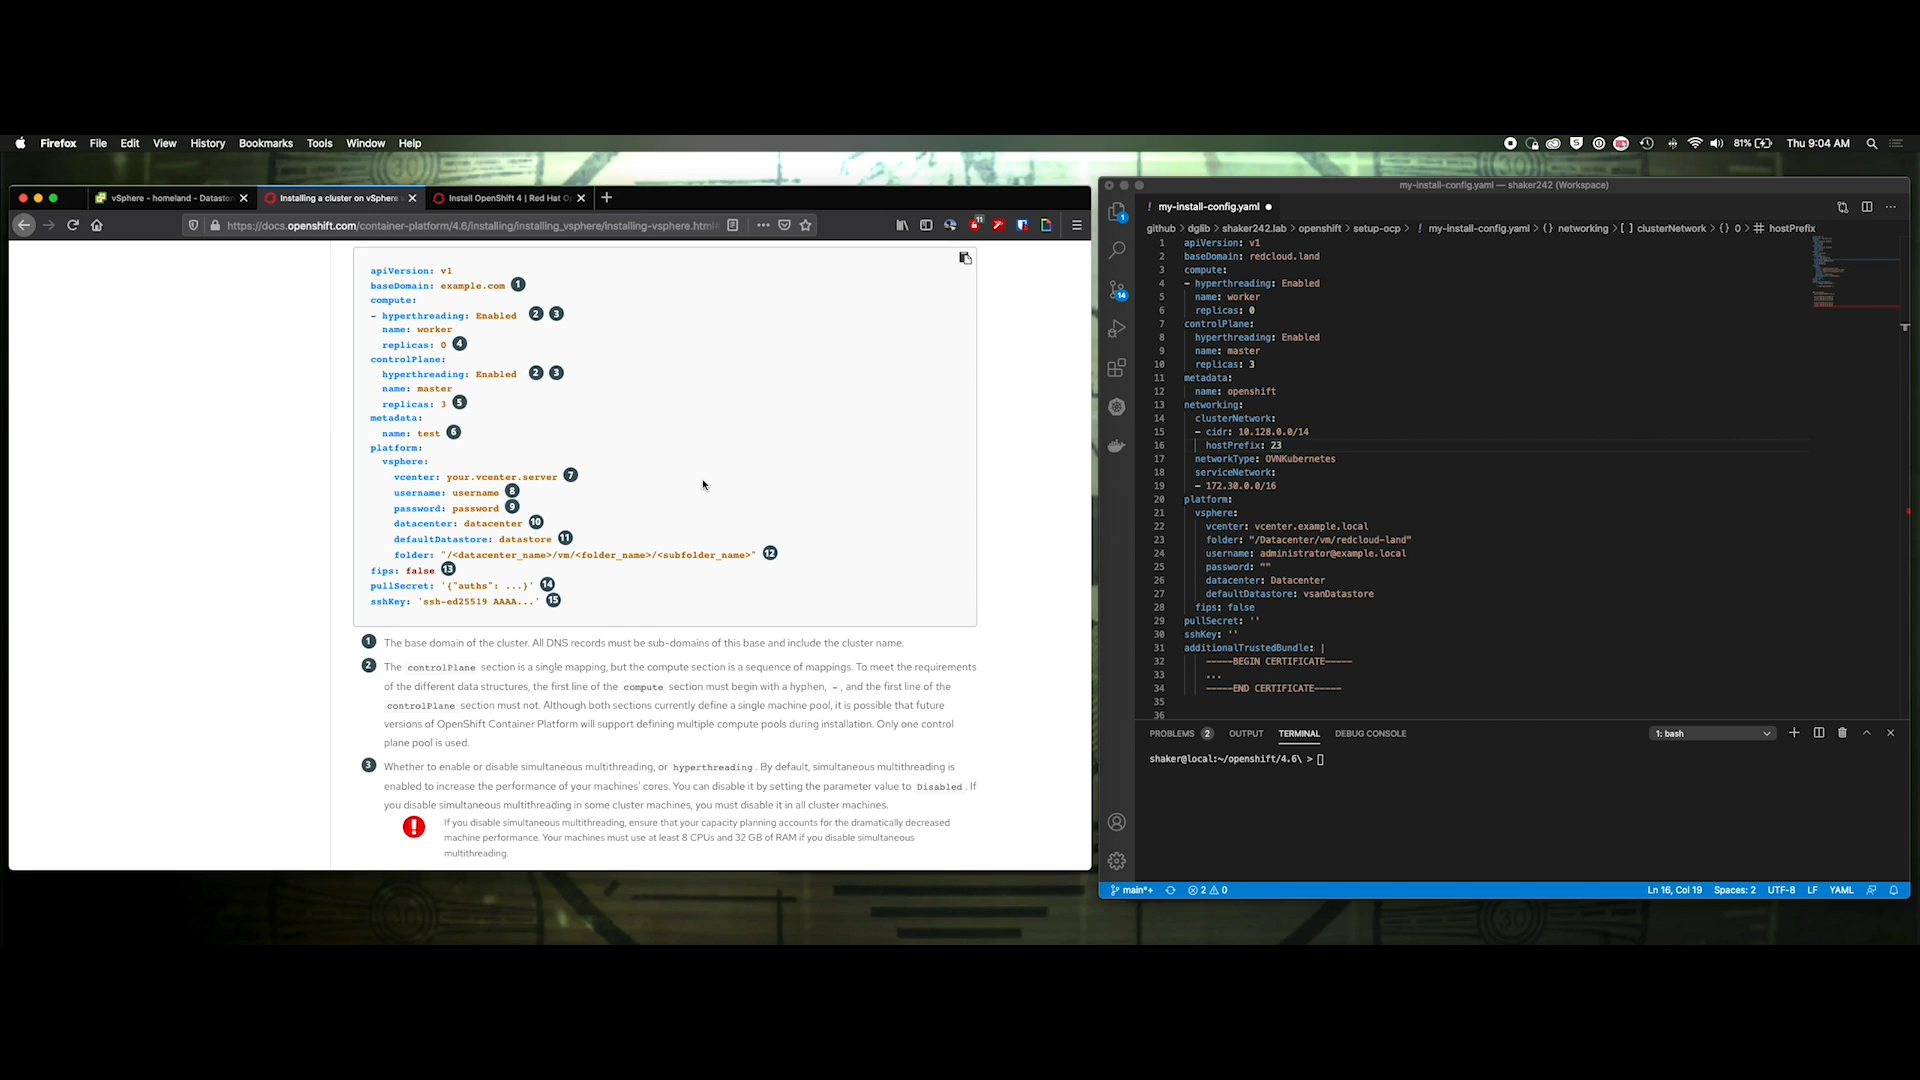 Firefox File Edit View History Bookmarks Tools Window Help
81% Thu 9:04 AM
vSphere - homeland - Datastor
Installing a cluster on vSphere
Install OpenShift 4 | Red Hat O
https://docs.openshift.com/container-platform/4.6/installing/installing_vsphere/installing-vsphere.html
11
apiVersion: v1
baseDomain: example.com 1
compute:
- hyperthreading: Enabled 2 3
name: worker
replicas: 0 4
controlPlane:
hyperthreading: Enabled 2 3
name: master
replicas: 3 5
metadata:
name: test 6
platform:
vsphere:
vcenter: your.vcenter.server 7
username: username 8
password: password 9
datacenter: datacenter 10
defaultDatastore: datastore 11
folder: "/<datacenter_name>/vm/<folder_name>/<subfolder_name>" 12
fips: false 13
pullSecret: '{"auths": ...}' 14
sshKey: 'ssh-ed25519 AAAA...' 15
1 The base domain of the cluster. All DNS records must be sub-domains of this base and include the cluster name.
2 The controlPlane section is a single mapping, but the compute section is a sequence of mappings. To meet the requirements
of the different data structures, the first line of the compute section must begin with a hyphen, -, and the first line of the
controlPlane section must not. Although both sections currently define a single machine pool, it is possible that future
versions of OpenShift Container Platform will support defining multiple compute pools during installation. Only one control
plane pool is used.
3 Whether to enable or disable simultaneous multithreading, or hyperthreading. By default, simultaneous multithreading is
enabled to increase the performance of your machines' cores. You can disable it by setting the parameter value to Disabled. If
you disable simultaneous multithreading in some cluster machines, you must disable it in all cluster machines.
If you disable simultaneous multithreading, ensure that your capacity planning accounts for the dramatically decreased
machine performance. Your machines must use at least 8 CPUs and 32 GB of RAM if you disable simultaneous
multithreading.
my-install-config.yaml — shaker242 (Workspace)
! my-install-config.yaml
github > dglib > shaker242.lab > openshift > setup-ocp > ! my-install-config.yaml > {} networking > [ ] clusterNetwork > {} 0 > # hostPrefix
1
14
1 apiVersion: v1
2 baseDomain: redcloud.land
3 compute:
4 - hyperthreading: Enabled
5 name: worker
6 replicas: 0
7 controlPlane:
8 hyperthreading: Enabled
9 name: master
10 replicas: 3
11 metadata:
12 name: openshift
13 networking:
14 clusterNetwork:
15 - cidr: 10.128.0.0/14
16 hostPrefix: 23
17 networkType: OVNKubernetes
18 serviceNetwork:
19 - 172.30.0.0/16
20 platform:
21 vsphere:
22 vcenter: vcenter.example.local
23 folder: "/Datacenter/vm/redcloud-land"
24 username: administrator@example.local
25 password: ""
26 datacenter: Datacenter
27 defaultDatastore: vsanDatastore
28 fips: false
29 pullSecret: ''
30 sshKey: ''
31 additionalTrustedBundle: |
32 -----BEGIN CERTIFICATE-----
33 ...
34 -----END CERTIFICATE-----
35
36
PROBLEMS 2 OUTPUT TERMINAL DEBUG CONSOLE 1: bash
shaker@local:~/openshift/4.6\ >
main*+ 2 0 Ln 16, Col 19 Spaces: 2 UTF-8 LF YAML